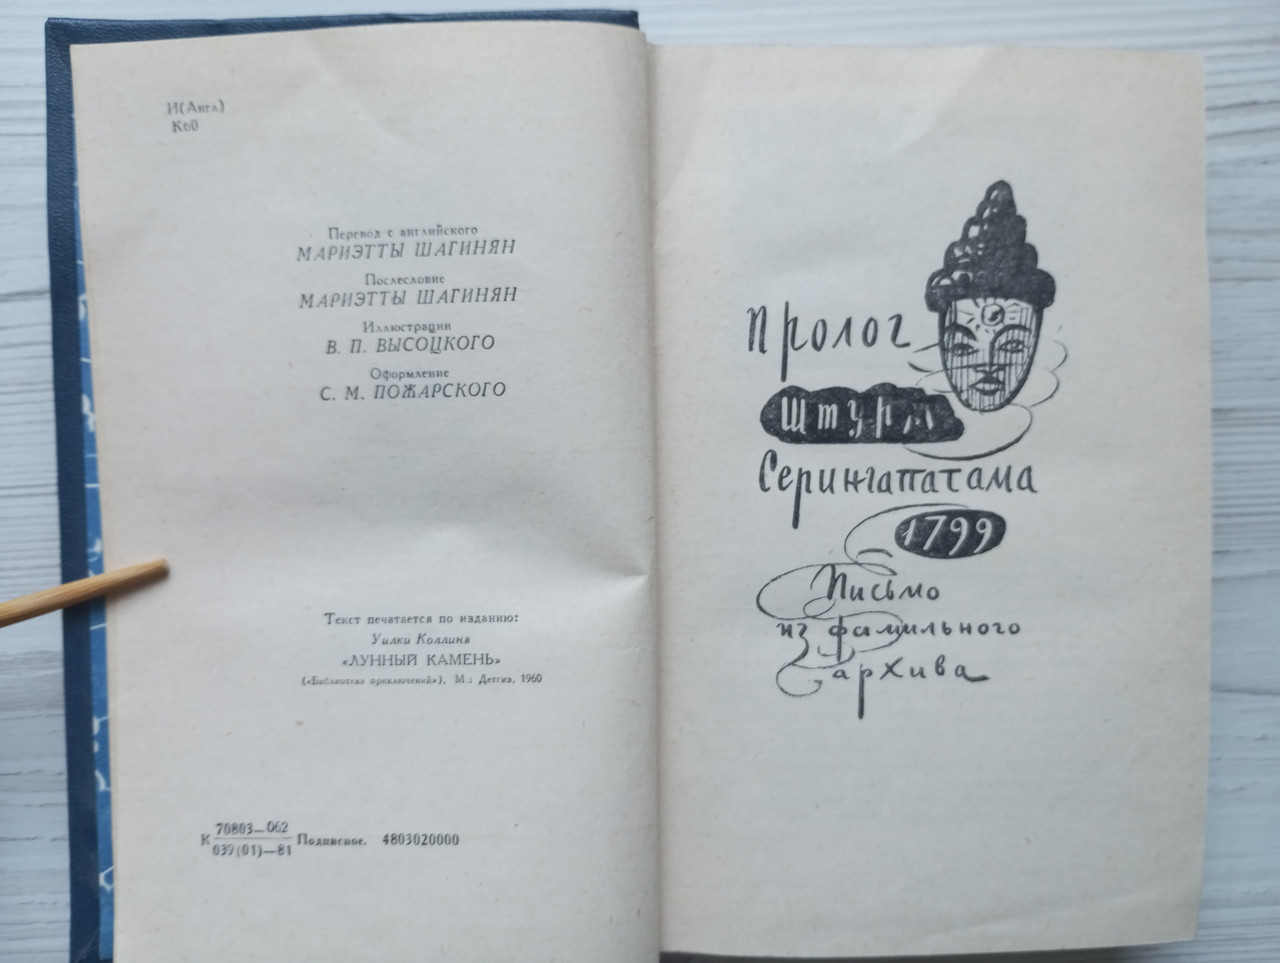 И(Англ)
К60
Перевод с английского
МАРИЭТТЫ ШАГИНЯН
Послесловие
МАРИЭТТЫ ШАГИНЯН
Иллюстрации
В. П. ВЫСОЦКОГО
Оформление
С. М. ПОЖАРСКОГО
Текст печатается по изданию:
Уилки Коллинз
«ЛУННЫЙ КАМЕНЬ»
(«Библиотека приключений»), М.: Детгиз, 1960
К 70803—062
039(01)—81 Подписное. 4803020000
Пролог
Штурм
Серингапатама
1799
Письмо
из фамильного
архива